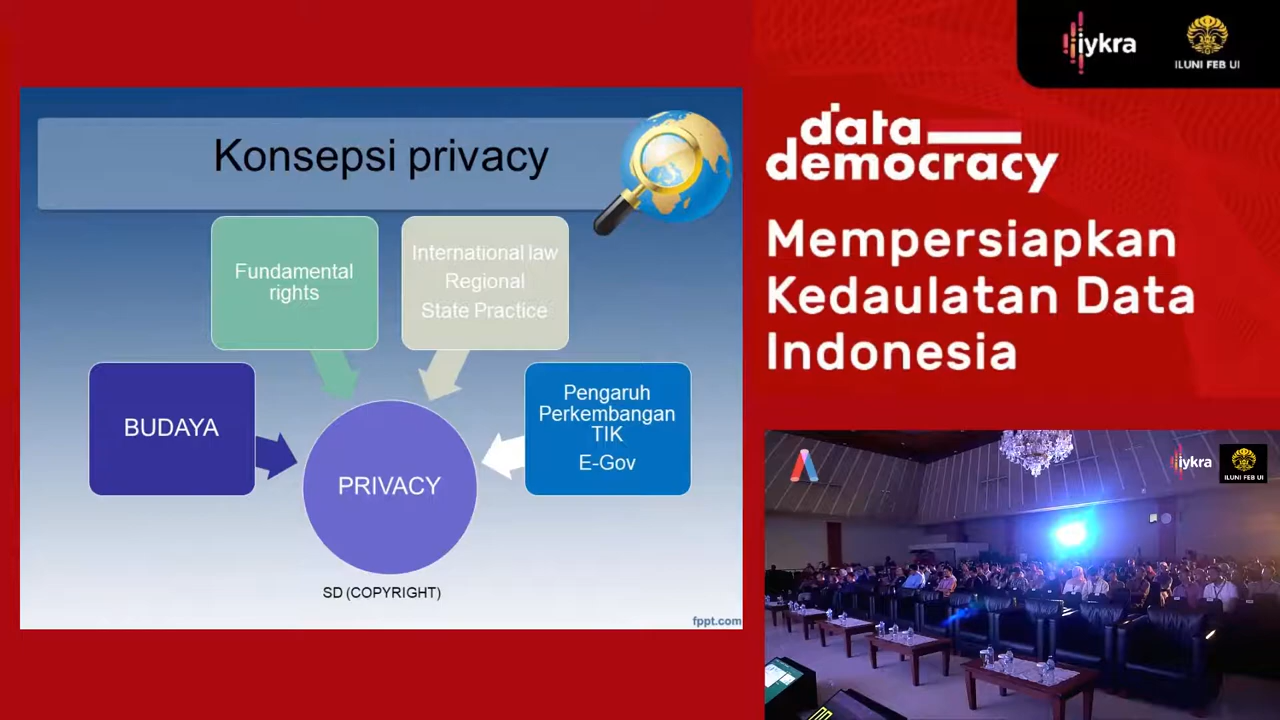 iykra
ILUNI FEB UI
data
democracy
Mempersiapkan
Kedaulatan Data
Indonesia
Konsepsi privacy
Fundamental
rights
International law
Regional
State Practice
BUDAYA
Pengaruh
Perkembangan
TIK
E-Gov
PRIVACY
SD (COPYRIGHT)
fppt.com
iykra
ILUNI FEB UI